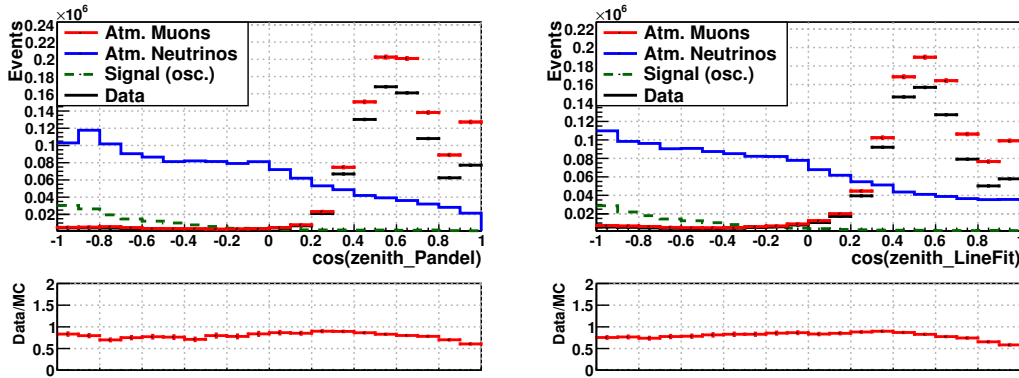 ×10⁶
Events
0.24
0.22
0.2
0.18
0.16
0.14
0.12
0.1
0.08
0.06
0.04
0.02
Atm. Muons
Atm. Neutrinos
Signal (osc.)
Data
-1 -0.8 -0.6 -0.4 -0.2 0 0.2 0.4 0.6 0.8 1
cos(zenith_Pandel)
Data/MC
2
1.5
1
0.5
0
×10⁶
Events
0.22
0.2
0.18
0.16
0.14
0.12
0.1
0.08
0.06
0.04
0.02
Atm. Muons
Atm. Neutrinos
Signal (osc.)
Data
-1 -0.8 -0.6 -0.4 -0.2 0 0.2 0.4 0.6 0.8 1
cos(zenith_LineFit)
Data/MC
2
1.5
1
0.5
0